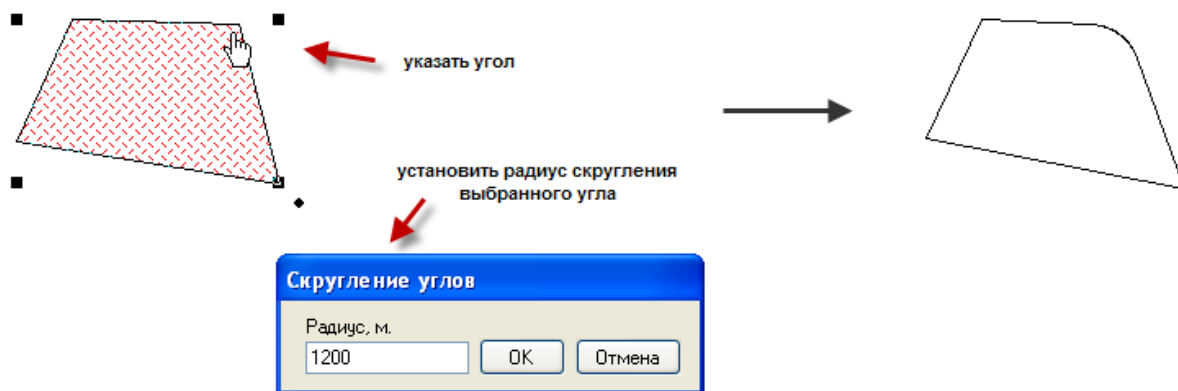 указать угол
установить радиус скругления
выбранного угла
Скругление углов
Радиус, м.
1200
OK
Отмена